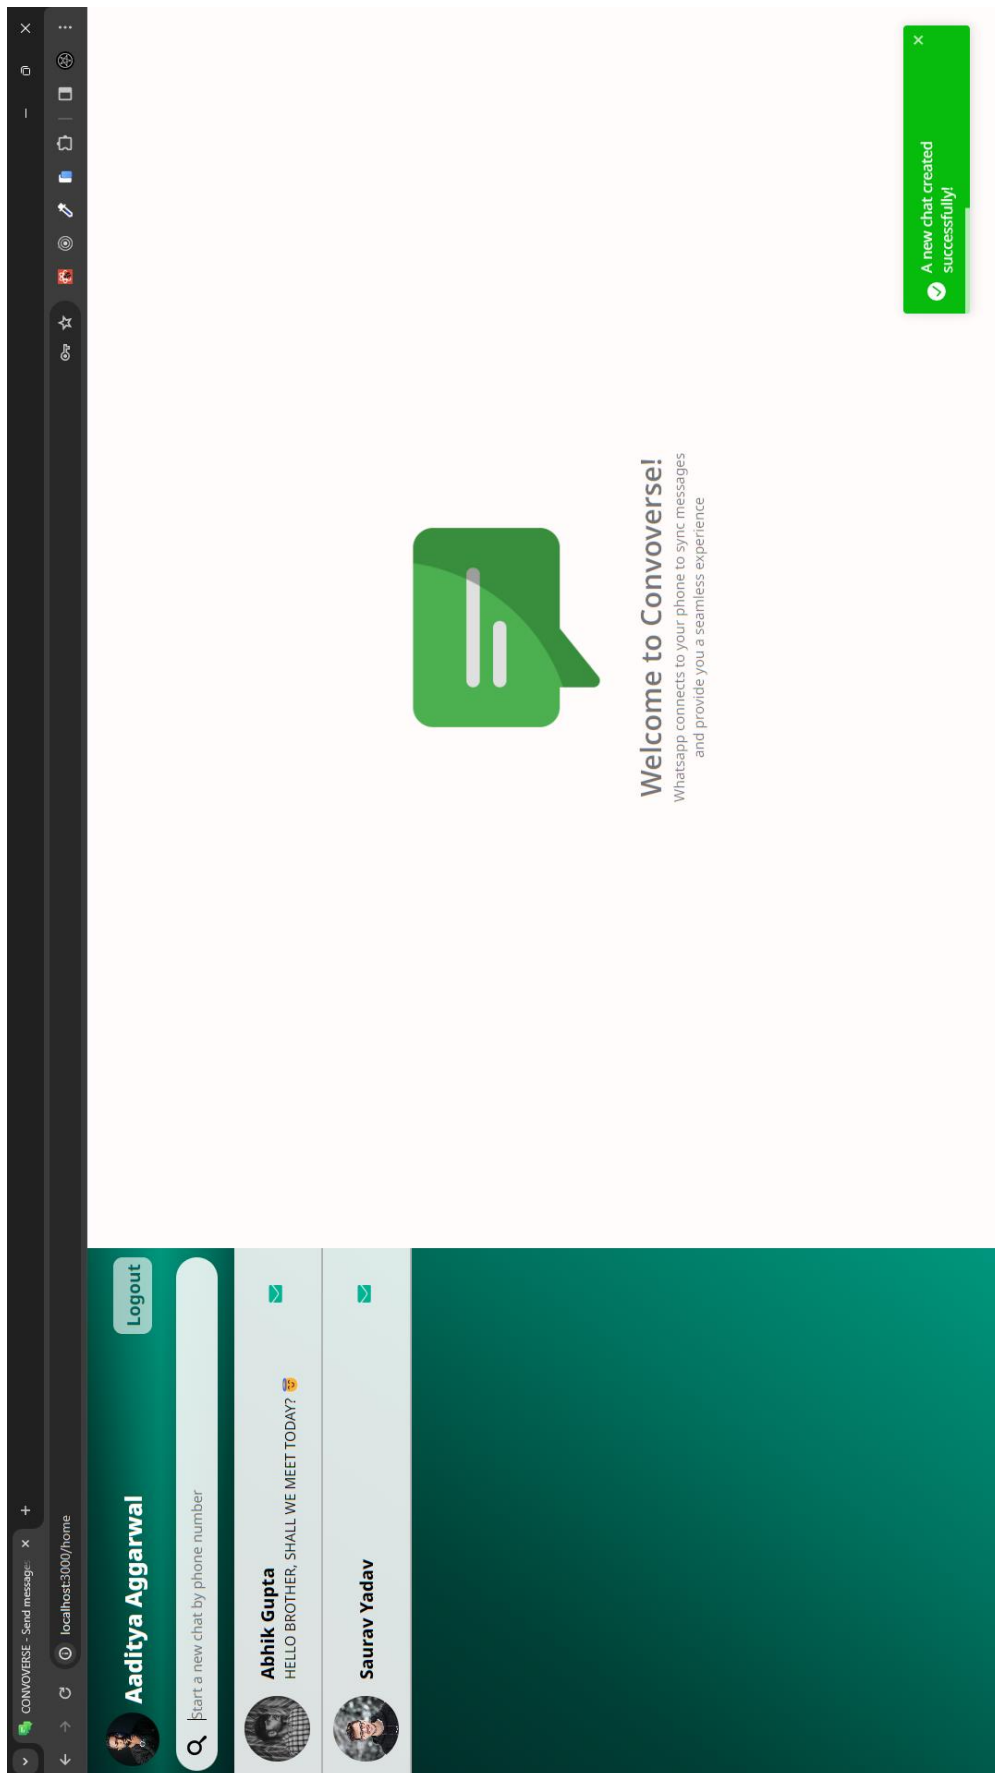 CONVOVERSE - Send message
localhost:3000/home
Aaditya Aggarwal
Logout
Start a new chat by phone number
Abhik Gupta
HELLO BROTHER, SHALL WE MEET TODAY? 😇
Saurav Yadav
Welcome to Convoverse!
Whatsapp connects to your phone to sync messages
and provide you a seamless experience
A new chat created
successfully!